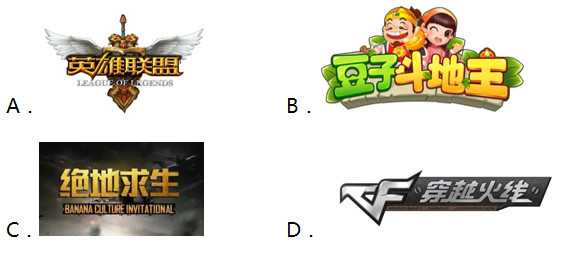 A． 英雄联盟
LEAGUE OF LEGENDS
B． 豆子斗地王
C． 绝地求生
BANANA CULTURE INVITATIONAL
D． CF 穿越火线